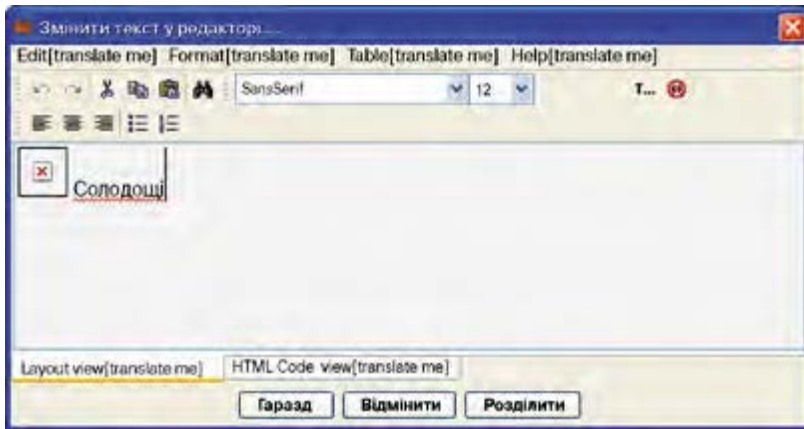 Змінити текст у редакторі...
Edit[translate me] Format[translate me] Table[translate me] Help[translate me]
SansSerif 12 T...
Солодощі
Layout view[translate me] HTML Code view[translate me]
Гаразд Відмінити Розділити